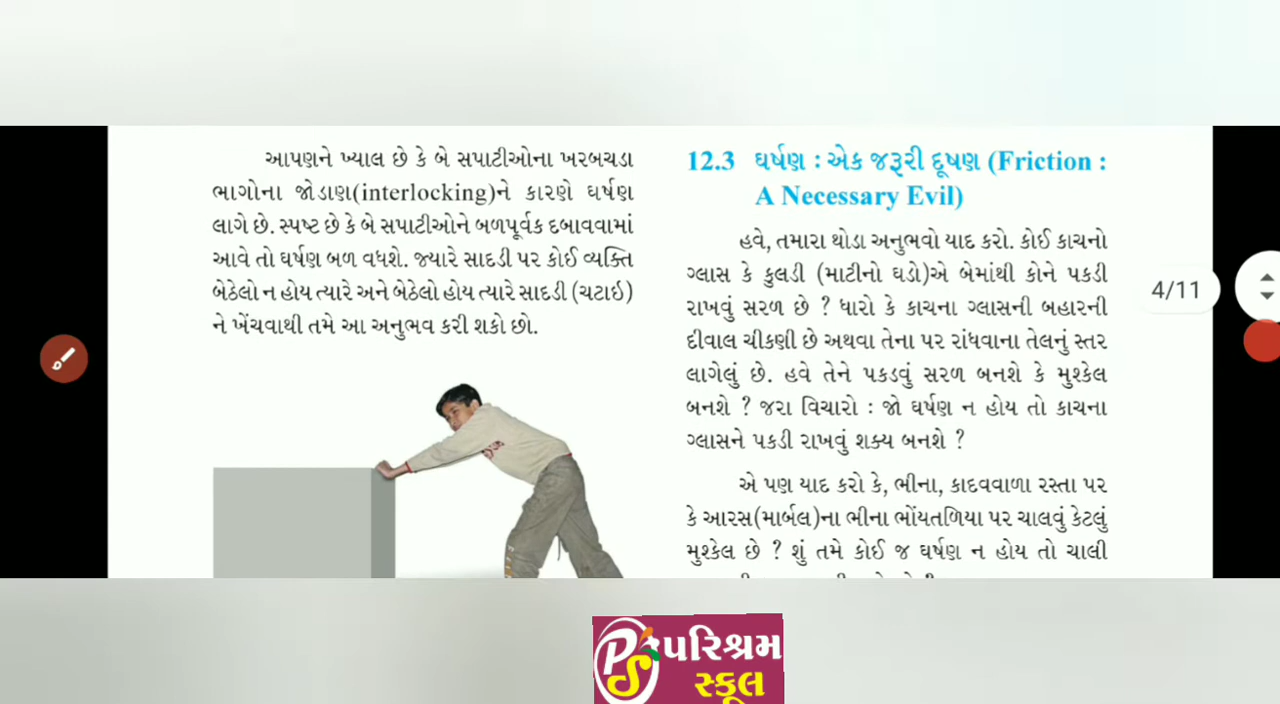 આપણને ખ્યાલ છે કે બે સપાટીઓના ખરબચડા
ભાગોના જોડાણ(interlocking)ને કારણે ઘર્ષણ
લાગે છે. સ્પષ્ટ છે કે બે સપાટીઓને બળપૂર્વક દબાવવામાં
આવે તો ઘર્ષણ બળ વધશે. જ્યારે સાદડી પર કોઈ વ્યક્તિ
બેઠેલો ન હોય ત્યારે અને બેઠેલો હોય ત્યારે સાદડી (ચટાઇ)
ને ખેંચવાથી તમે આ અનુભવ કરી શકો છો.
12.3 ઘર્ષણ : એક જરૂરી દૂષણ (Friction :
A Necessary Evil)
હવે, તમારા થોડા અનુભવો યાદ કરો. કોઈ કાચનો
ગ્લાસ કે કુલડી (માટીનો ઘડો)એ બેમાંથી કોને પકડી
રાખવું સરળ છે ? ધારો કે કાચના ગ્લાસની બહારની
દીવાલ ચીકણી છે અથવા તેના પર રાંધવાના તેલનું સ્તર
લાગેલું છે. હવે તેને પકડવું સરળ બનશે કે મુશ્કેલ
બનશે ? જરા વિચારો : જો ઘર્ષણ ન હોય તો કાચના
ગ્લાસને પકડી રાખવું શક્ય બનશે ?
એ પણ યાદ કરો કે, ભીના, કાદવવાળા રસ્તા પર
કે આરસ(માર્બલ)ના ભીના ભોંયતળિયા પર ચાલવું કેટલું
મુશ્કેલ છે ? શું તમે કોઈ જ ઘર્ષણ ન હોય તો ચાલી
4/11
PS પરિશ્રમ
સ્કૂલ